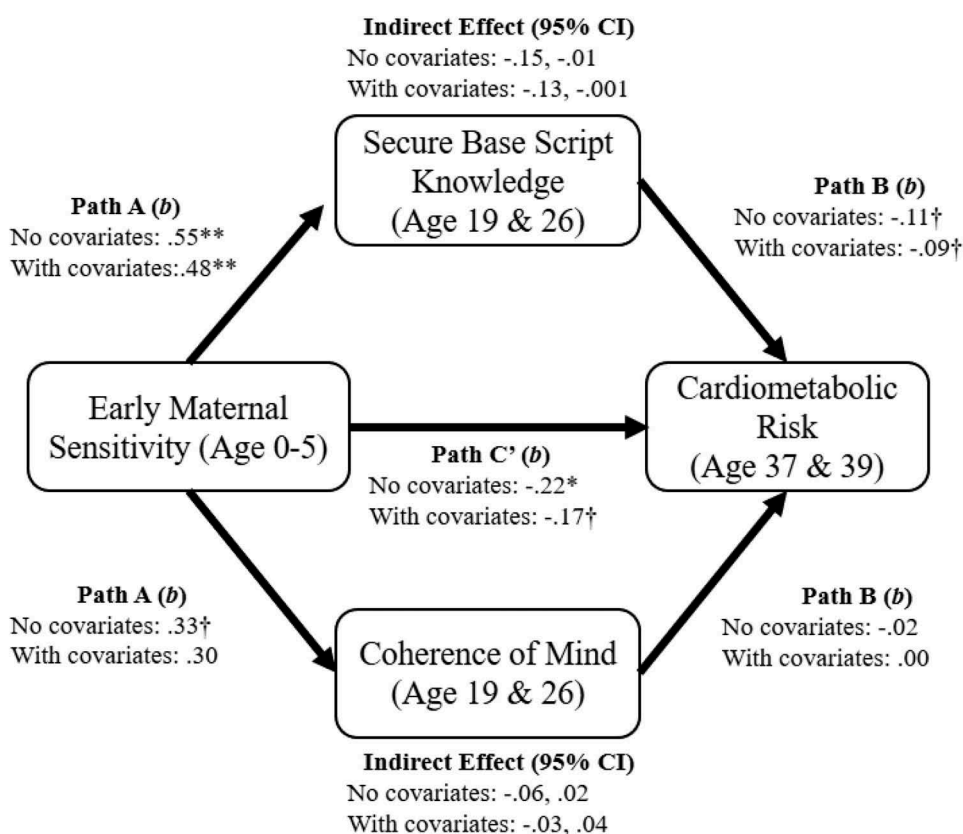 Indirect Effect (95% CI)
No covariates: -.15, -.01
With covariates: -.13, -.001
Secure Base Script
Knowledge
(Age 19 & 26)
Path A (b)
No covariates: .55**
With covariates:.48**
Path B (b)
No covariates: -.11†
With covariates: -.09†
Early Maternal
Sensitivity (Age 0-5)
Cardiometabolic
Risk
(Age 37 & 39)
Path C’ (b)
No covariates: -.22*
With covariates: -.17†
Path A (b)
No covariates: .33†
With covariates: .30
Path B (b)
No covariates: -.02
With covariates: .00
Coherence of Mind
(Age 19 & 26)
Indirect Effect (95% CI)
No covariates: -.06, .02
With covariates: -.03, .04